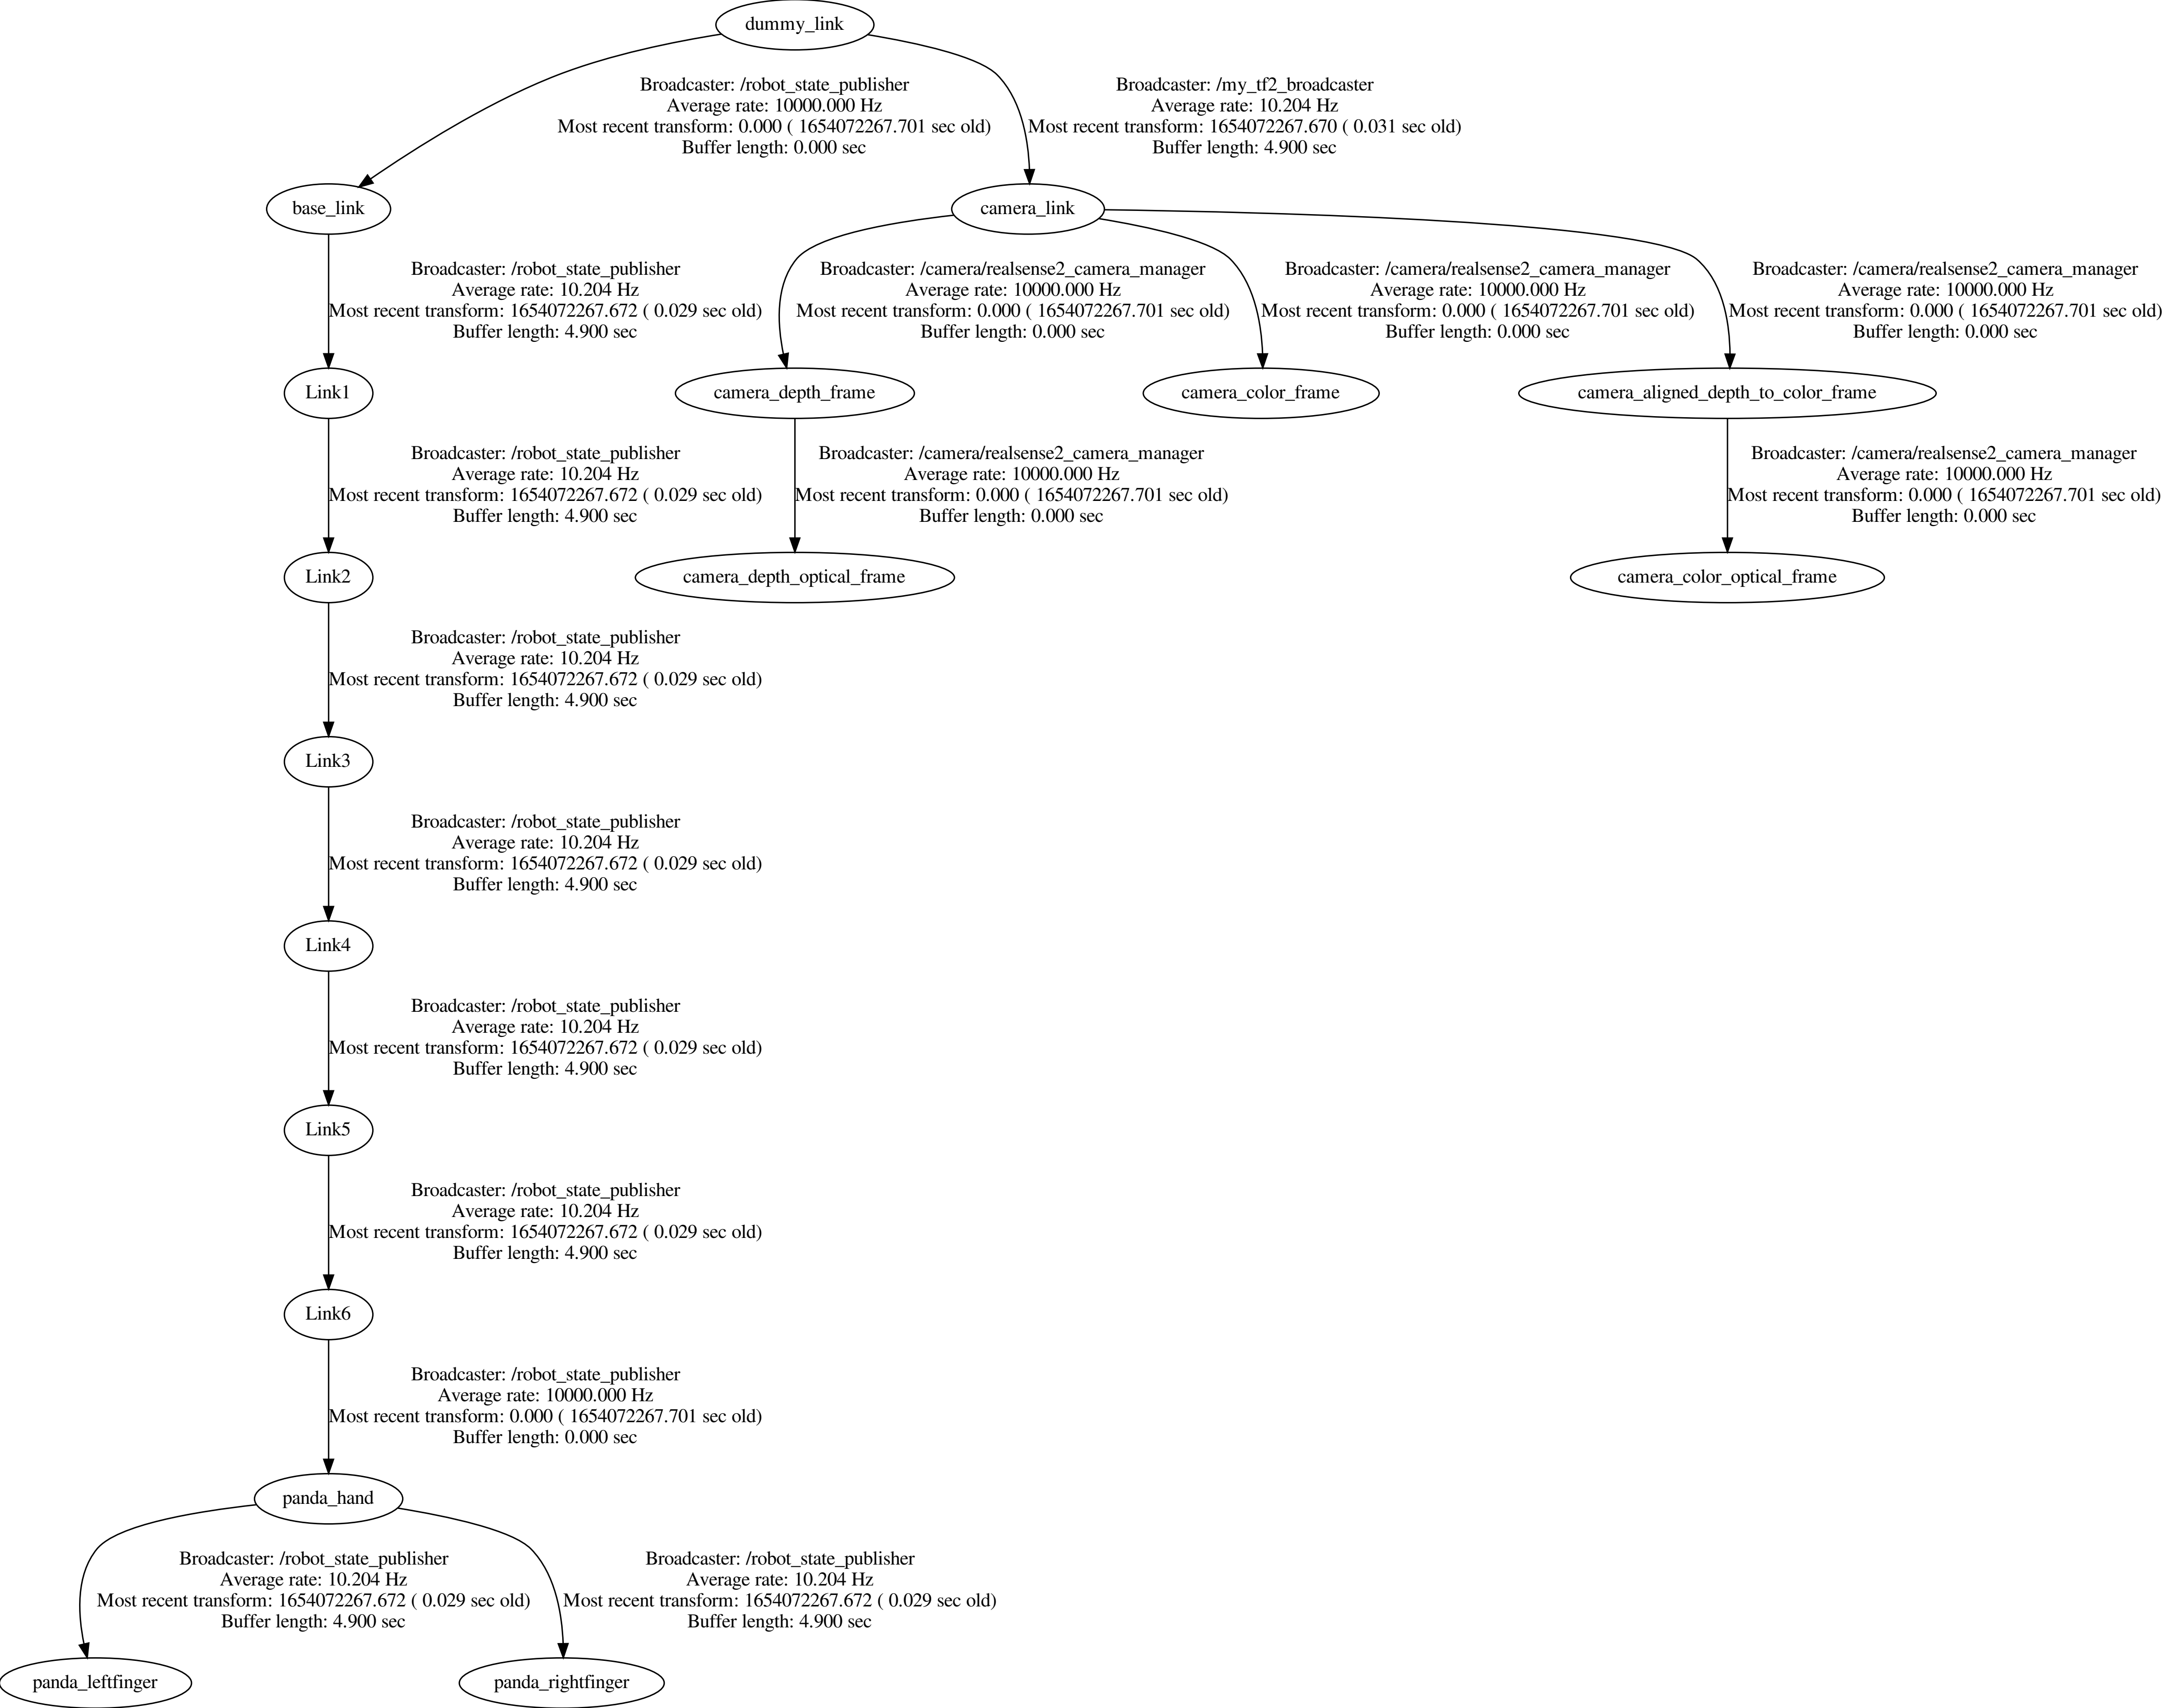 dummy_link
Broadcaster: /robot_state_publisher
Average rate: 10000.000 Hz
Most recent transform: 0.000 ( 1654072267.701 sec old)
Buffer length: 0.000 sec
Broadcaster: /my_tf2_broadcaster
Average rate: 10.204 Hz
Most recent transform: 1654072267.670 ( 0.031 sec old)
Buffer length: 4.900 sec
base_link
camera_link
Broadcaster: /robot_state_publisher
Average rate: 10.204 Hz
Most recent transform: 1654072267.672 ( 0.029 sec old)
Buffer length: 4.900 sec
Broadcaster: /camera/realsense2_camera_manager
Average rate: 10000.000 Hz
Most recent transform: 0.000 ( 1654072267.701 sec old)
Buffer length: 0.000 sec
Broadcaster: /camera/realsense2_camera_manager
Average rate: 10000.000 Hz
Most recent transform: 0.000 ( 1654072267.701 sec old)
Buffer length: 0.000 sec
Broadcaster: /camera/realsense2_camera_manager
Average rate: 10000.000 Hz
Most recent transform: 0.000 ( 1654072267.701 sec old)
Buffer length: 0.000 sec
Link1
camera_depth_frame
camera_color_frame
camera_aligned_depth_to_color_frame
Broadcaster: /robot_state_publisher
Average rate: 10.204 Hz
Most recent transform: 1654072267.672 ( 0.029 sec old)
Buffer length: 4.900 sec
Broadcaster: /camera/realsense2_camera_manager
Average rate: 10000.000 Hz
Most recent transform: 0.000 ( 1654072267.701 sec old)
Buffer length: 0.000 sec
Broadcaster: /camera/realsense2_camera_manager
Average rate: 10000.000 Hz
Most recent transform: 0.000 ( 1654072267.701 sec old)
Buffer length: 0.000 sec
Link2
camera_depth_optical_frame
camera_color_optical_frame
Broadcaster: /robot_state_publisher
Average rate: 10.204 Hz
Most recent transform: 1654072267.672 ( 0.029 sec old)
Buffer length: 4.900 sec
Link3
Broadcaster: /robot_state_publisher
Average rate: 10.204 Hz
Most recent transform: 1654072267.672 ( 0.029 sec old)
Buffer length: 4.900 sec
Link4
Broadcaster: /robot_state_publisher
Average rate: 10.204 Hz
Most recent transform: 1654072267.672 ( 0.029 sec old)
Buffer length: 4.900 sec
Link5
Broadcaster: /robot_state_publisher
Average rate: 10.204 Hz
Most recent transform: 1654072267.672 ( 0.029 sec old)
Buffer length: 4.900 sec
Link6
Broadcaster: /robot_state_publisher
Average rate: 10000.000 Hz
Most recent transform: 0.000 ( 1654072267.701 sec old)
Buffer length: 0.000 sec
panda_hand
Broadcaster: /robot_state_publisher
Average rate: 10.204 Hz
Most recent transform: 1654072267.672 ( 0.029 sec old)
Buffer length: 4.900 sec
Broadcaster: /robot_state_publisher
Average rate: 10.204 Hz
Most recent transform: 1654072267.672 ( 0.029 sec old)
Buffer length: 4.900 sec
panda_leftfinger
panda_rightfinger